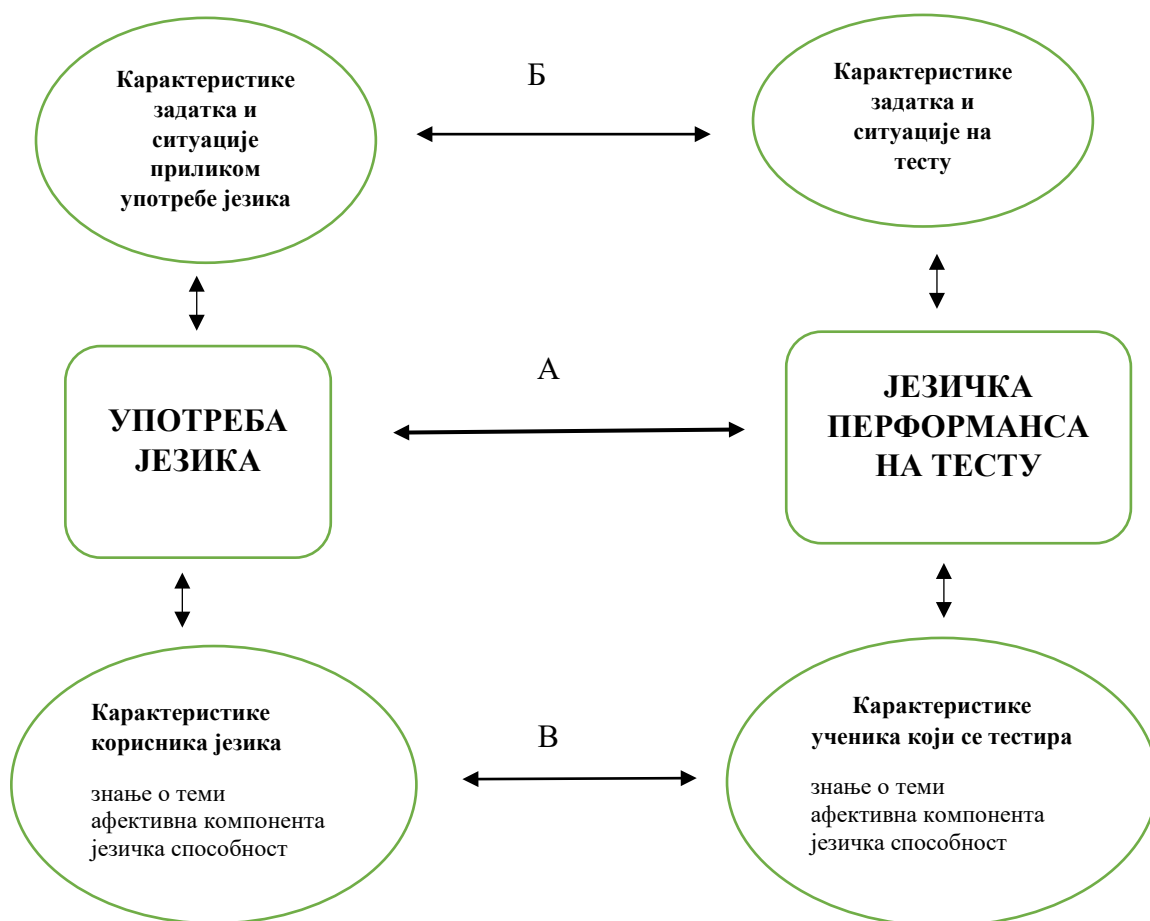 Карактеристике
задатка и
ситуације
приликом
употребе језика
Б
Карактеристике
задатка и
ситуације на
тесту
УПОТРЕБА
ЈЕЗИКА
А
ЈЕЗИЧКА
ПЕРФОРМАНСА
НА ТЕСТУ
Карактеристике
корисника језика
знање о теми
афективна компонента
језичка способност
В
Карактеристике
ученика који се тестира
знање о теми
афективна компонента
језичка способност